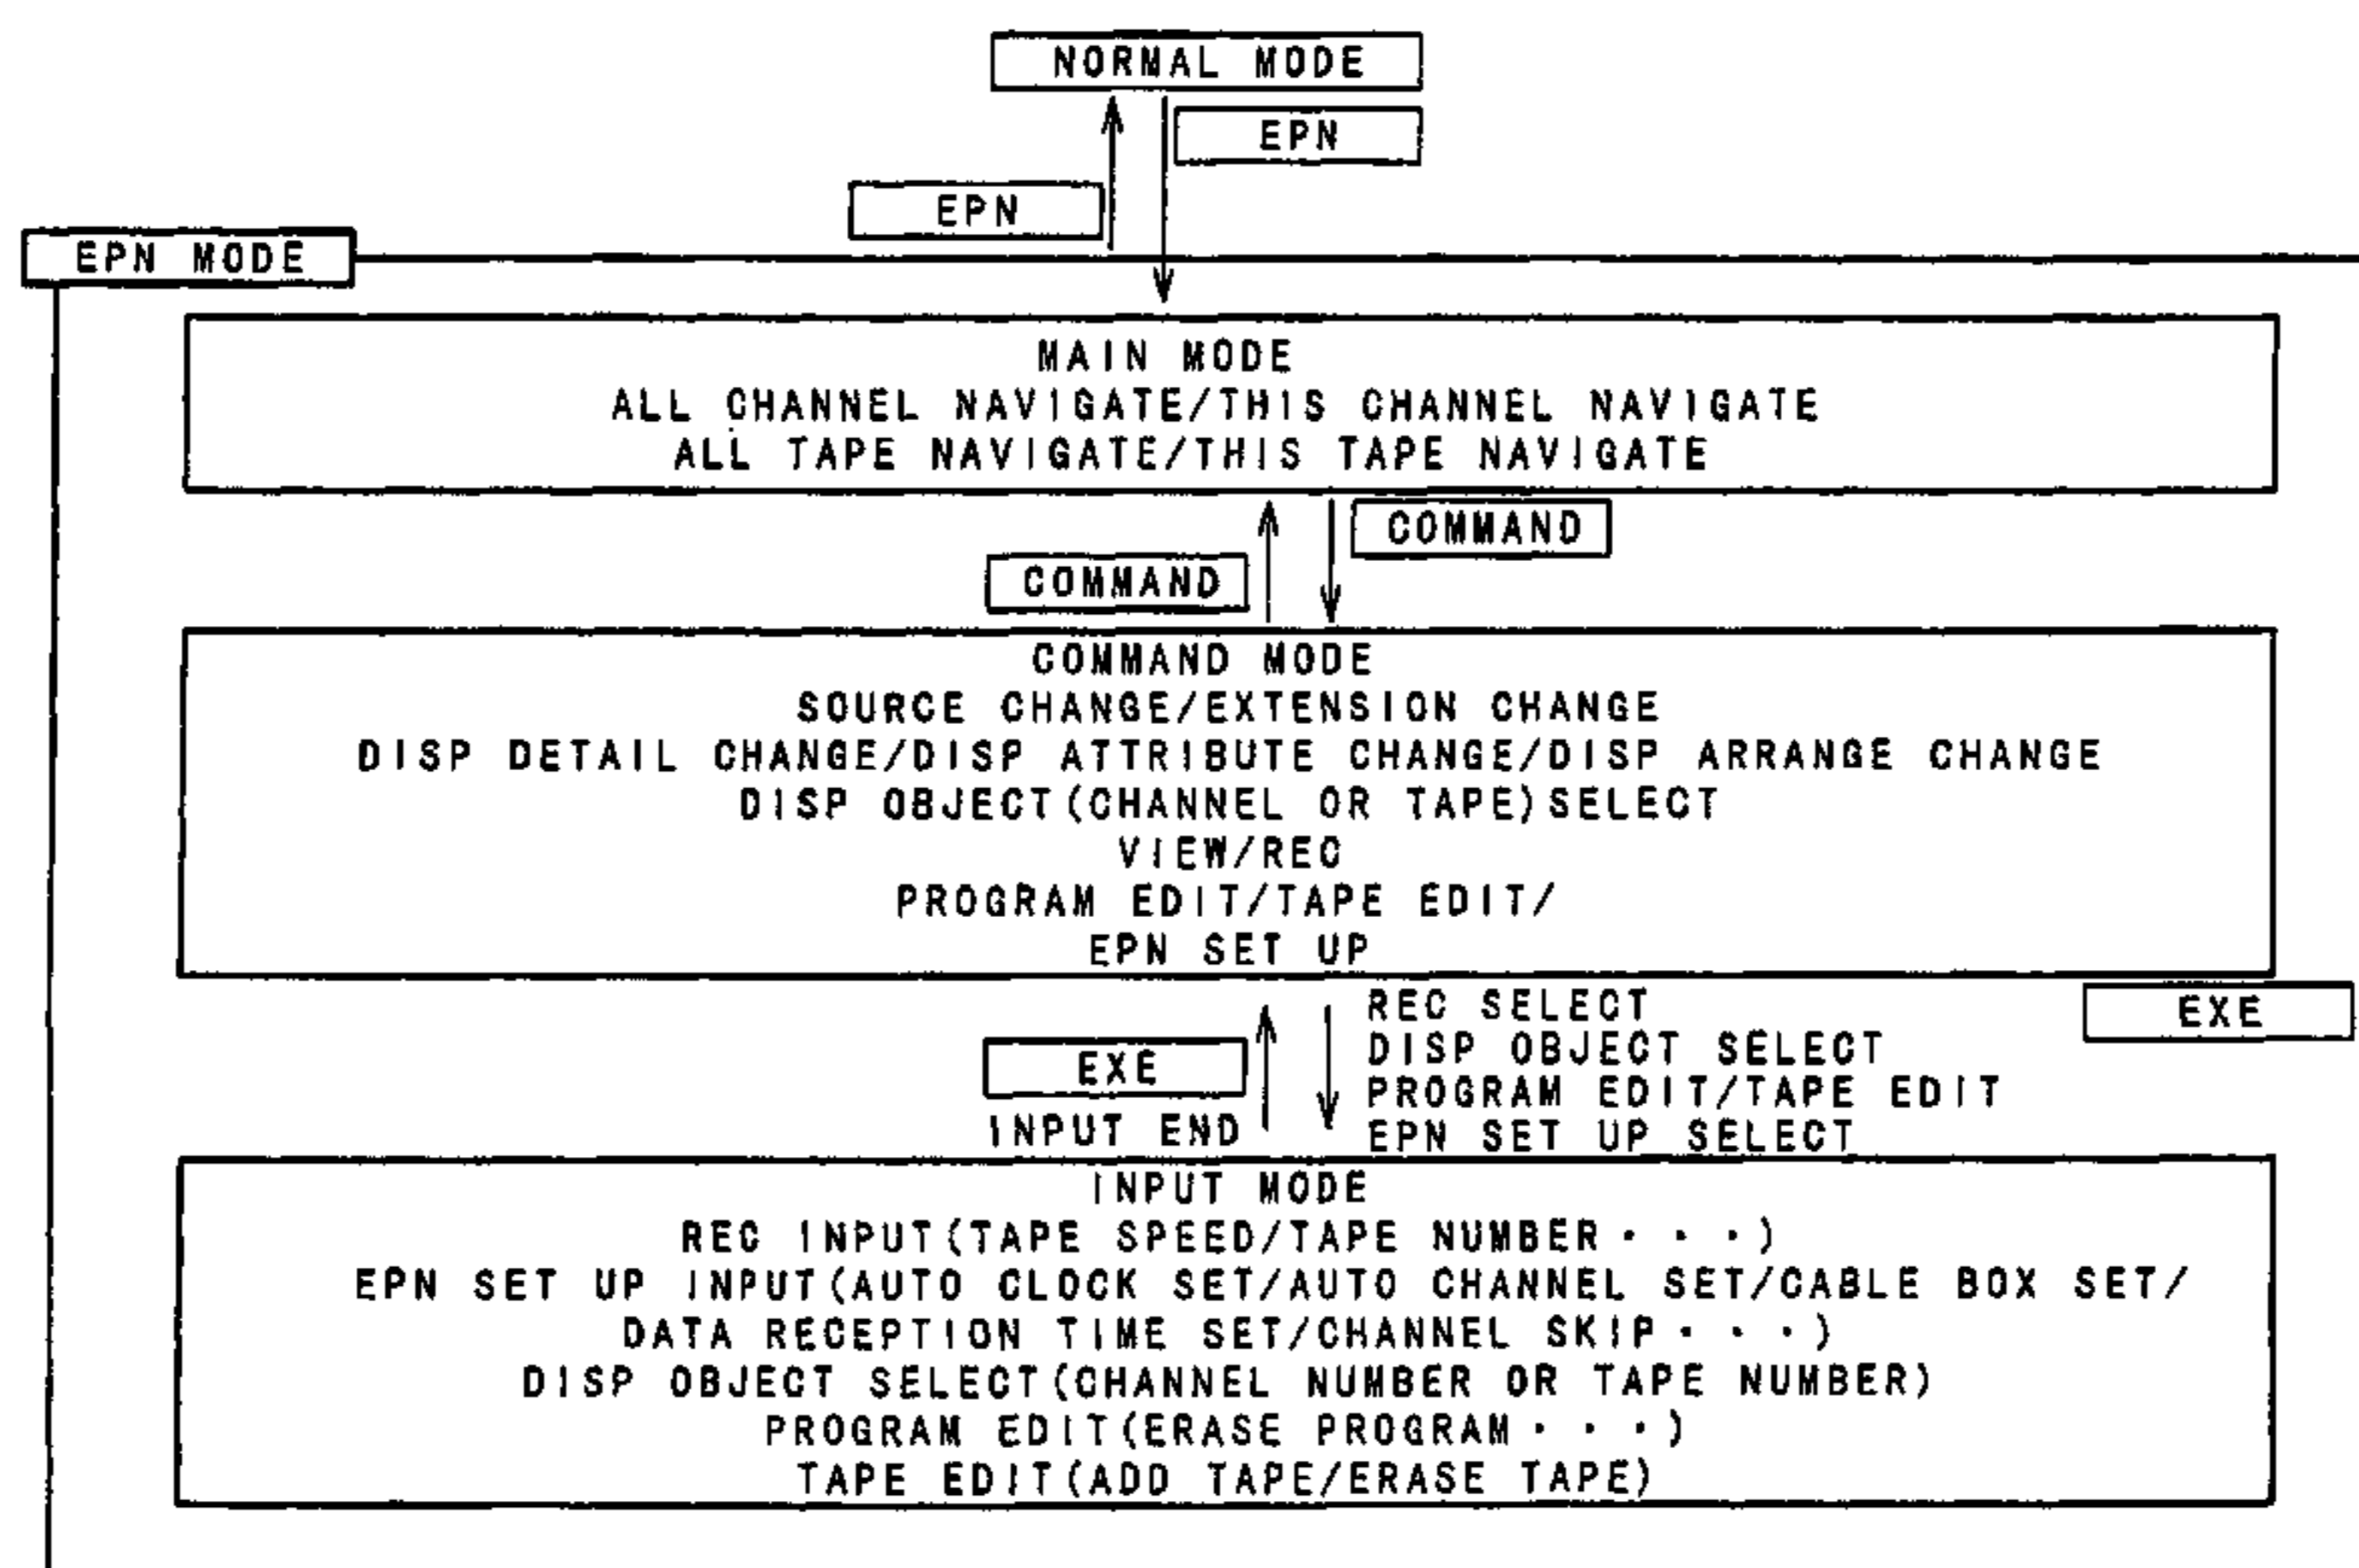 NORMAL MODE
EPN
EPN
EPN MODE
MAIN MODE
ALL CHANNEL NAVIGATE/THIS CHANNEL NAVIGATE
ALL TAPE NAVIGATE/THIS TAPE NAVIGATE
COMMAND
COMMAND
COMMAND MODE
SOURCE CHANGE/EXTENSION CHANGE
DISP DETAIL CHANGE/DISP ATTRIBUTE CHANGE/DISP ARRANGE CHANGE
DISP OBJECT(CHANNEL OR TAPE)SELECT
VIEW/REC
PROGRAM EDIT/TAPE EDIT/
EPN SET UP
REC SELECT
EXE
DISP OBJECT SELECT
EXE
PROGRAM EDIT/TAPE EDIT
INPUT END
EPN SET UP SELECT
INPUT MODE
REC INPUT(TAPE SPEED/TAPE NUMBER・・・)
EPN SET UP INPUT(AUTO CLOCK SET/AUTO CHANNEL SET/CABLE BOX SET/
DATA RECEPTION TIME SET/CHANNEL SKIP・・・)
DISP OBJECT SELECT(CHANNEL NUMBER OR TAPE NUMBER)
PROGRAM EDIT(ERASE PROGRAM・・・)
TAPE EDIT(ADD TAPE/ERASE TAPE)